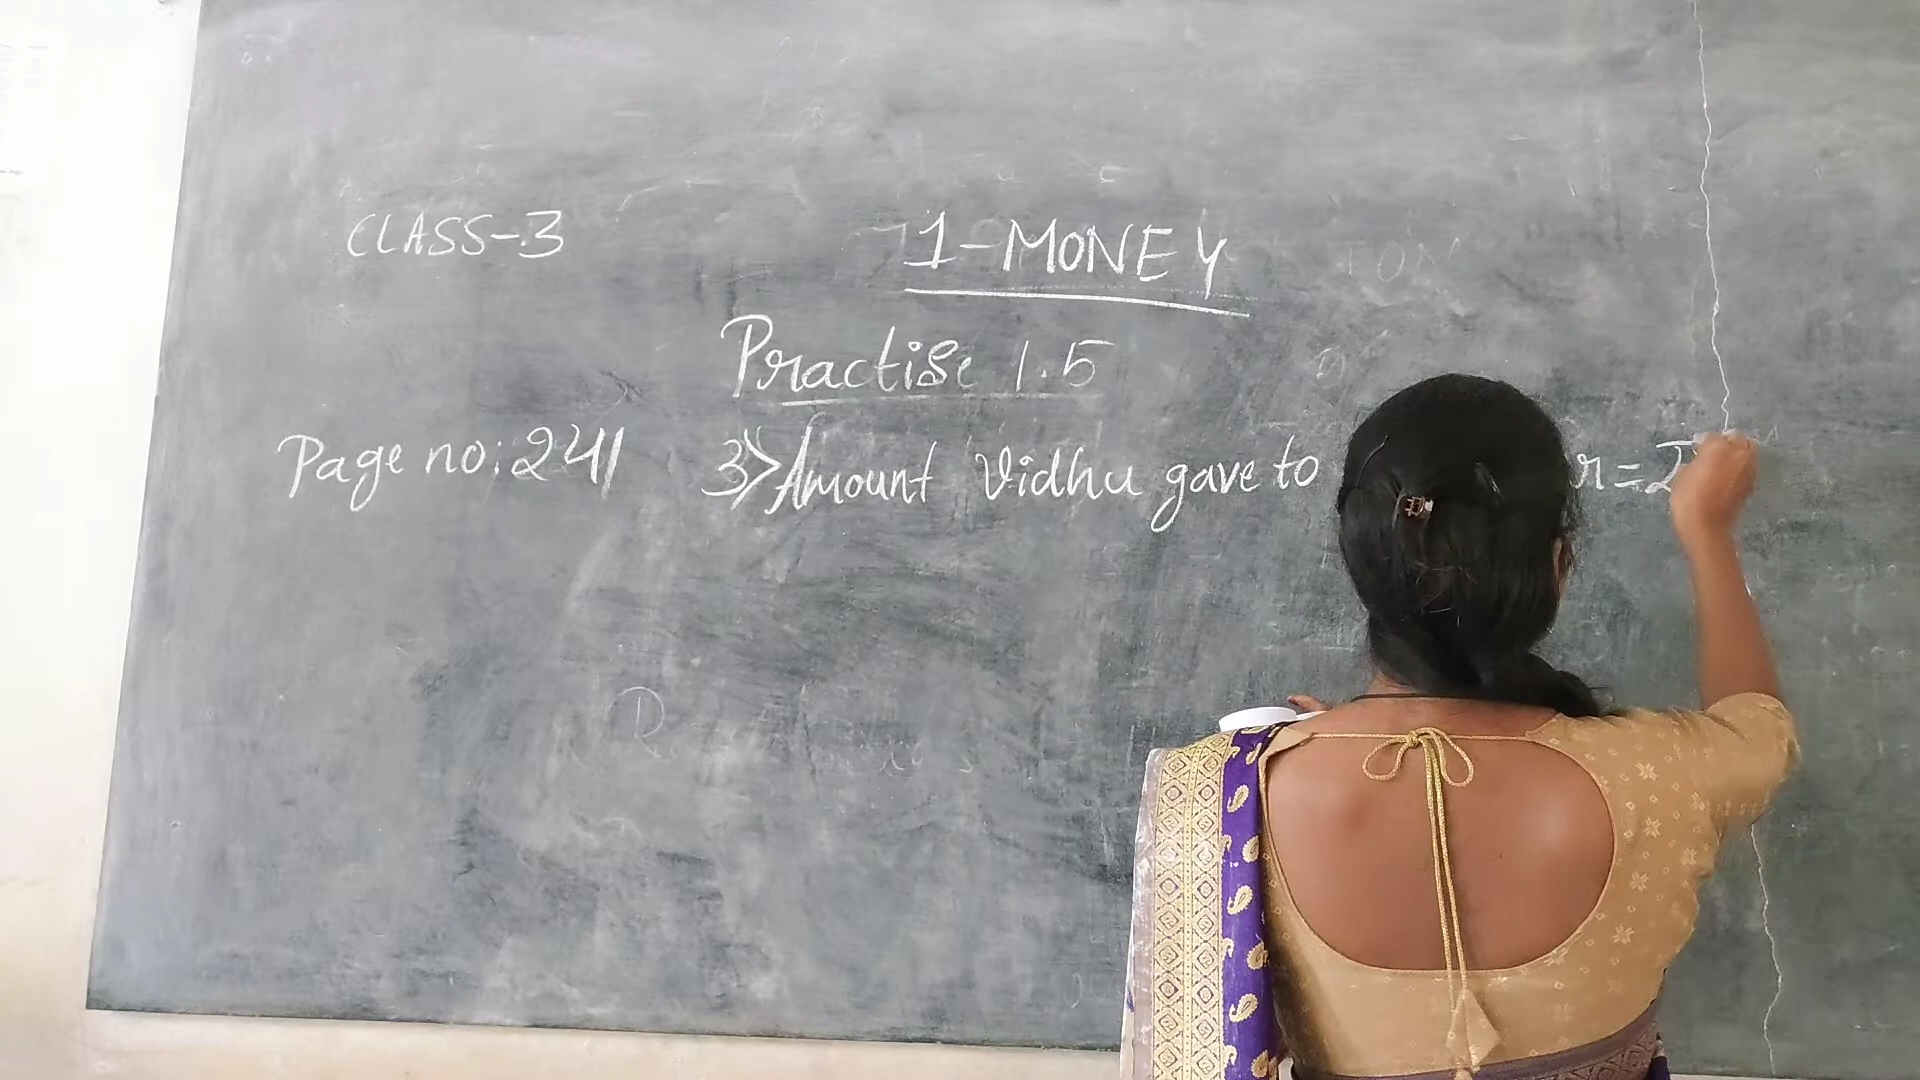 CLASS-3
1-MONEY
Practise 1.5
Page no: 241
3> Amount Vidhu gave to r =